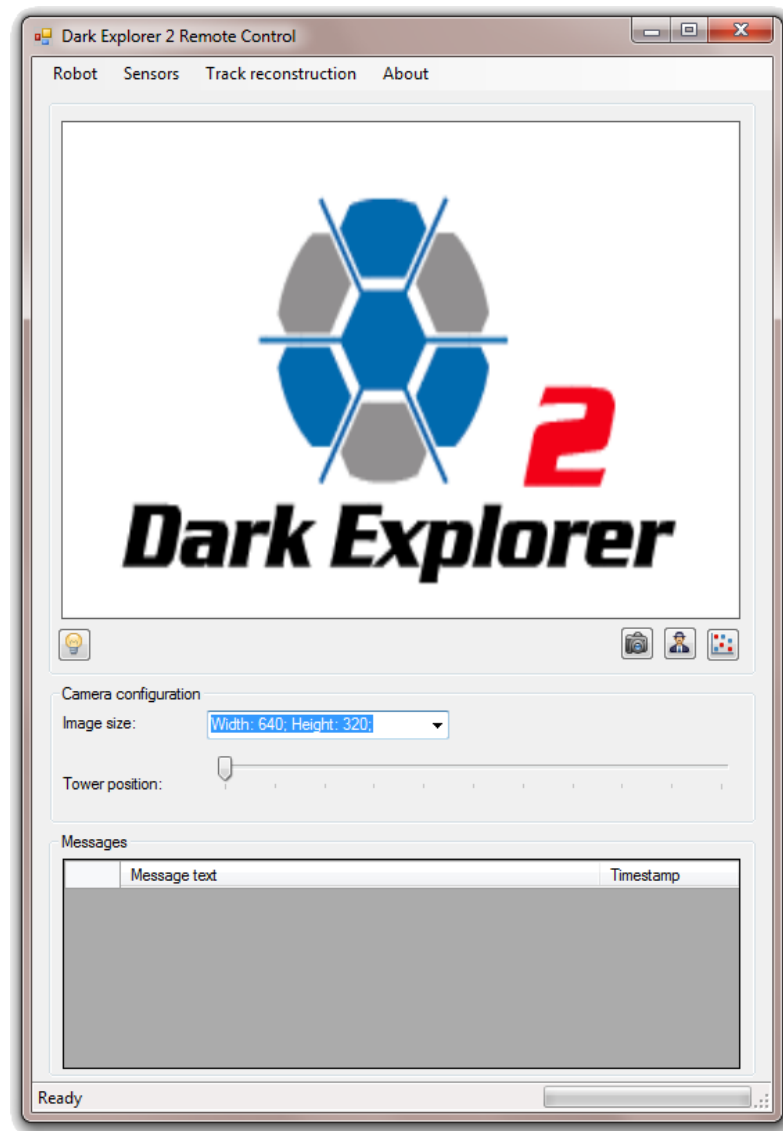 Dark Explorer 2 Remote Control
Robot Sensors Track reconstruction About
2
Dark Explorer
Camera configuration
Image size: Width: 640; Height: 320;
Tower position:
Messages
Message text Timestamp
Ready